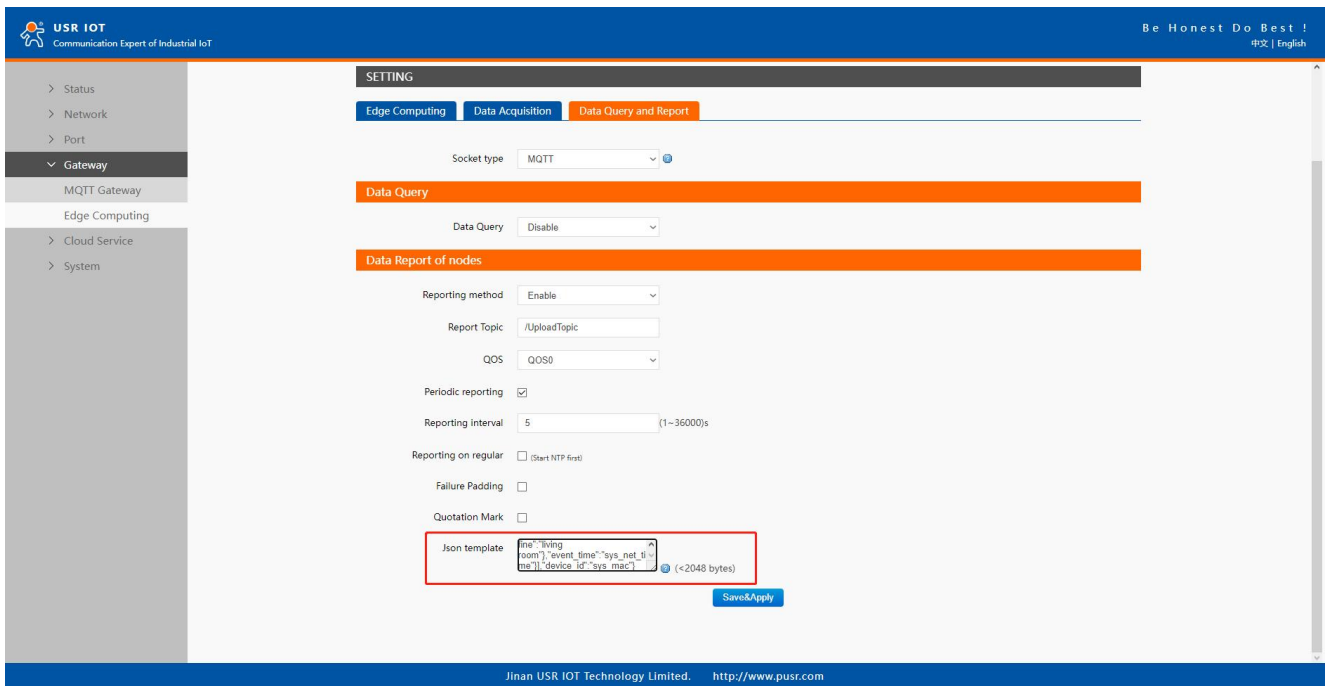 USR IOT
Communication Expert of Industrial IoT
Be Honest Do Best !
中文 | English
Status
Network
Port
Gateway
MQTT Gateway
Edge Computing
Cloud Service
System
SETTING
Edge Computing Data Acquisition Data Query and Report
Socket type MQTT
Data Query
Data Query Disable
Data Report of nodes
Reporting method Enable
Report Topic /UploadTopic
QOS QOS0
Periodic reporting
Reporting interval 5 (1~36000)s
Reporting on regular (Start NTP first)
Failure Padding
Quotation Mark
Json template
fine":"living
room"},"event_time":"sys_net_ti
me"}],"device_id":"sys_mac"}
(<2048 bytes)
Save&Apply
Jinan USR IOT Technology Limited. http://www.pusr.com